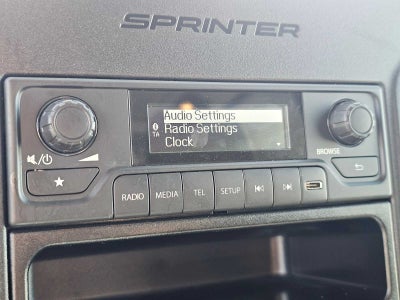 SPRINTER
Audio Settings
Radio Settings
TA
Clock
BROWSE
RADIO
MEDIA
TEL
SETUP